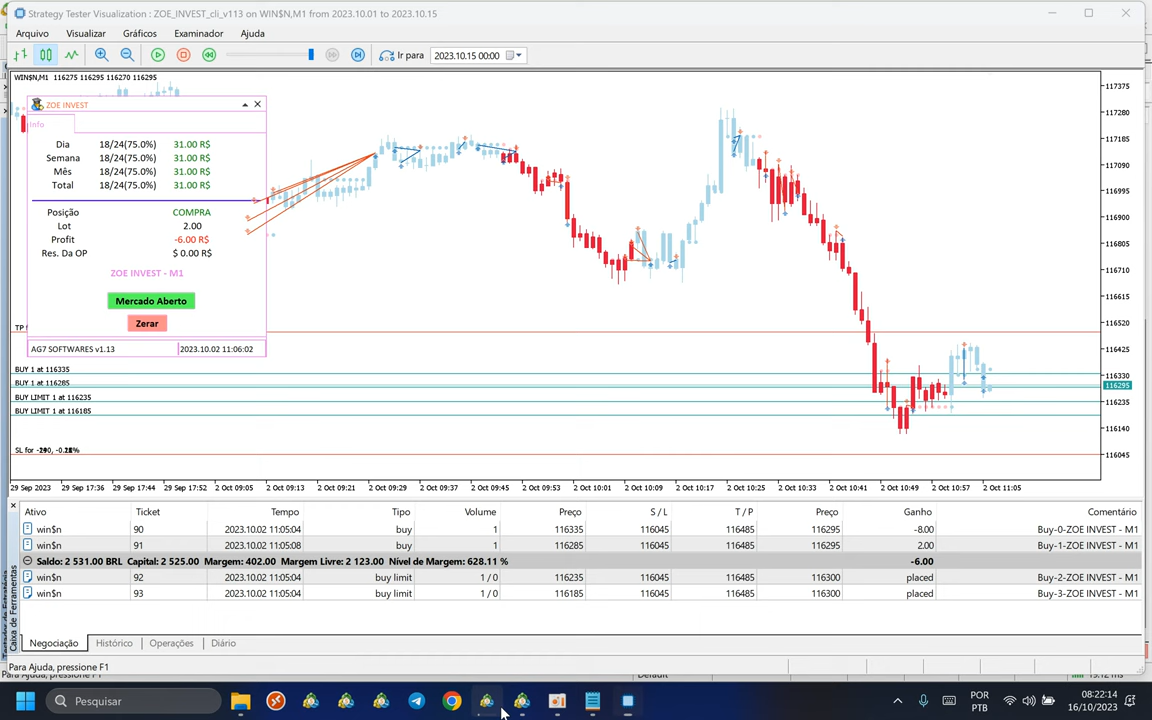 Strategy Tester Visualization : ZOE_INVEST_cli_v113 on WIN$N,M1 from 2023.10.01 to 2023.10.15
Arquivo Visualizar Gráficos Examinador Ajuda
Ir para 2023.10.15 00:00
WIN$N,M1 116275 116295 116270 116295
ZOE INVEST
Info
Dia 18/24(75.0%) 31.00 R$
Semana 18/24(75.0%) 31.00 R$
Mês 18/24(75.0%) 31.00 R$
Total 18/24(75.0%) 31.00 R$
Posição COMPRA
Lot 2.00
Profit -6.00 R$
Res. Da OP $ 0.00 R$
ZOE INVEST - M1
Mercado Aberto
Zerar
AG7 SOFTWARES v1.13 2023.10.02 11:06:02
TP
BUY 1 at 116335
BUY 1 at 116285
BUY LIMIT 1 at 116235
BUY LIMIT 1 at 116185
117375
117280
117185
117090
116995
116900
116805
116710
116615
116520
116425
116330
116295
116235
116140
116045
29 Sep 2023 29 Sep 17:36 29 Sep 17:44 29 Sep 17:52 2 Oct 09:05 2 Oct 09:13 2 Oct 09:21 2 Oct 09:29 2 Oct 09:37 2 Oct 09:45 2 Oct 09:53 2 Oct 10:01 2 Oct 10:09 2 Oct 10:17 2 Oct 10:25 2 Oct 10:33 2 Oct 10:41 2 Oct 10:49 2 Oct 10:57 2 Oct 11:05
Ativo Ticket Tempo Tipo Volume Preço S / L T / P Preço Ganho Comentário
win$n 90 2023.10.02 11:05:04 buy 1 116335 116045 116485 116295 -8.00 Buy-0-ZOE INVEST - M1
win$n 91 2023.10.02 11:05:08 buy 1 116285 116045 116485 116295 2.00 Buy-1-ZOE INVEST - M1
Saldo: 2 531.00 BRL Capital: 2 525.00 Margem: 402.00 Margem Livre: 2 123.00 Nível de Margem: 628.11 % -6.00
win$n 92 2023.10.02 11:05:04 buy limit 1 / 0 116235 116045 116485 116300 placed Buy-2-ZOE INVEST - M1
win$n 93 2023.10.02 11:05:04 buy limit 1 / 0 116185 116045 116485 116300 placed Buy-3-ZOE INVEST - M1
Caixa de Ferramentas
Negociação Histórico Operações Diário
Para Ajuda, pressione F1
Pesquisar
POR
PTB
08:22:14
16/10/2023